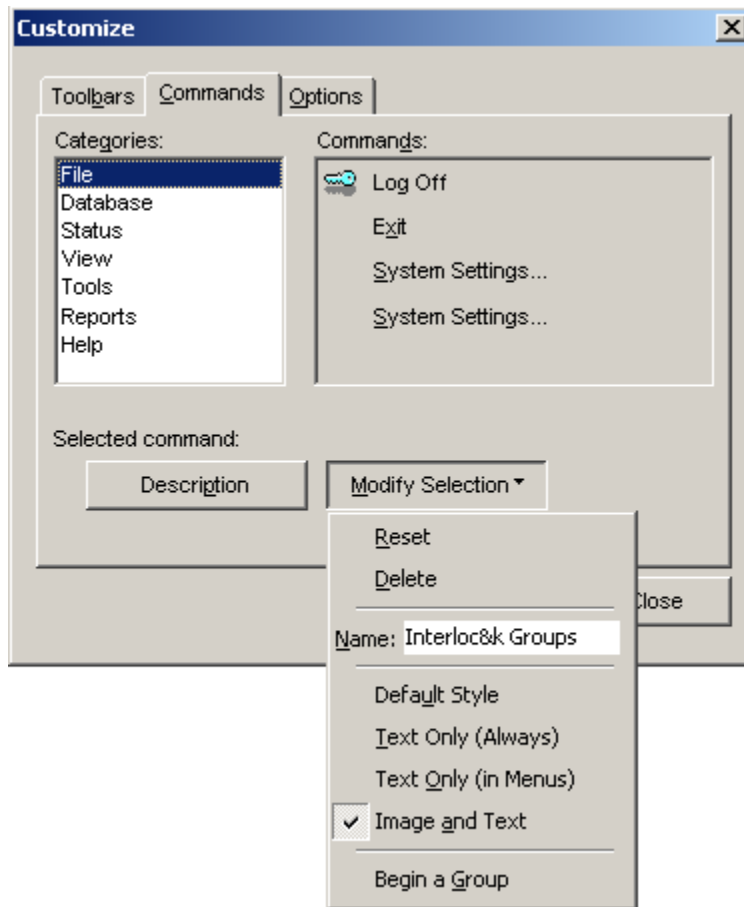 Customize
Toolbars Commands Options
Categories: Commands:
File
Database
Status
View
Tools
Reports
Help
Log Off
Exit
System Settings...
System Settings...
Selected command:
Description Modify Selection
Reset
Delete
Close
Name: Interloc&k Groups
Default Style
Text Only (Always)
Text Only (in Menus)
Image and Text
Begin a Group